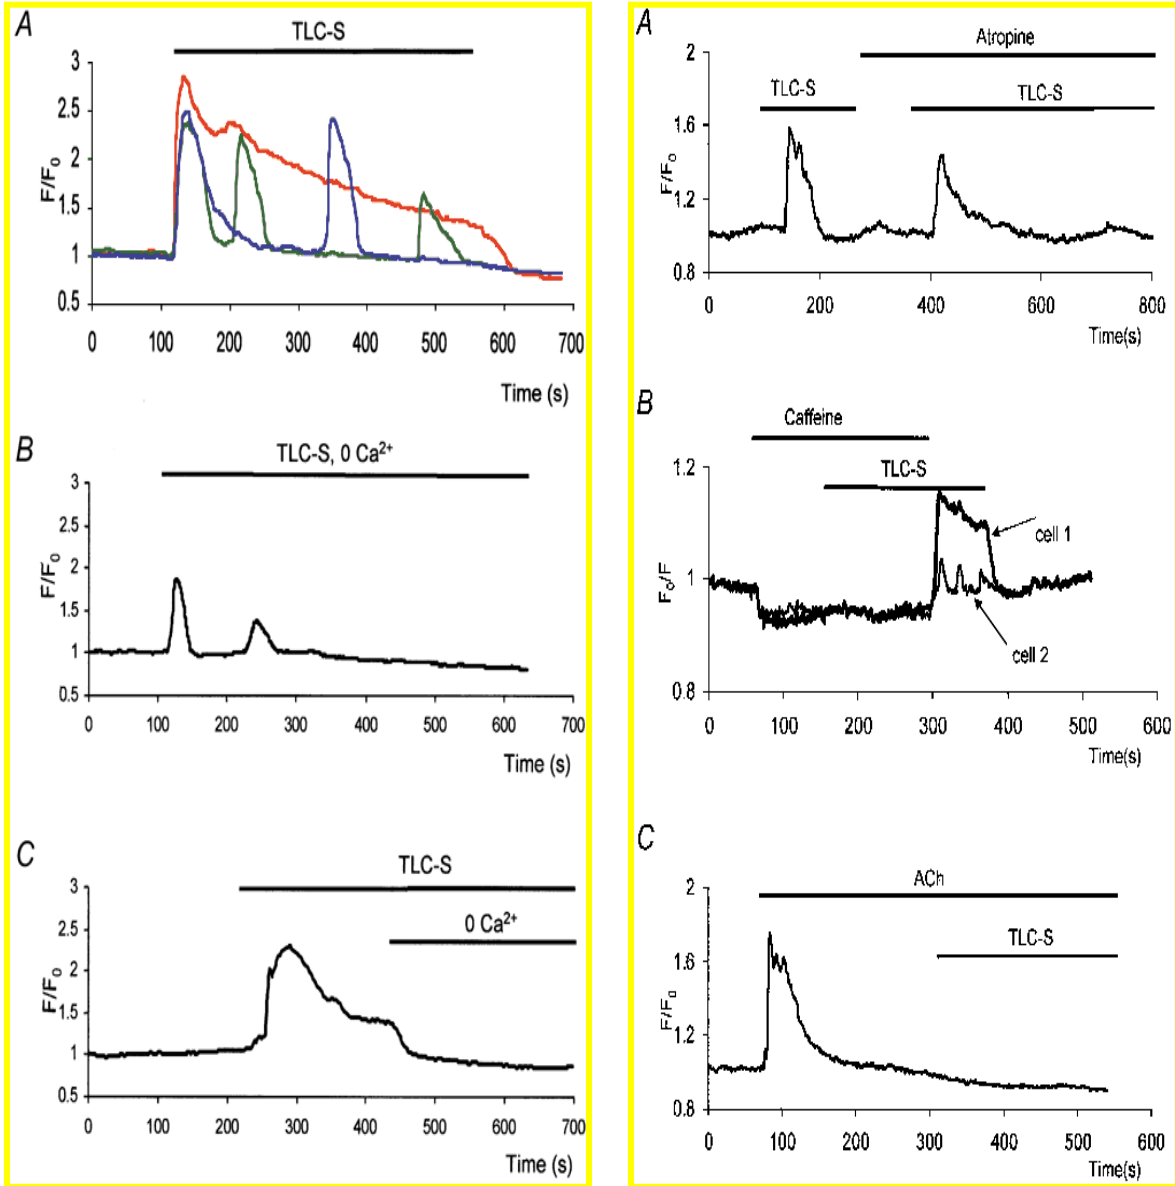 A
TLC-S
F/F0
3
2.5
2
1.5
1
0.5
0 100 200 300 400 500 600 700
Time (s)
B
TLC-S, 0 Ca2+
F/F0
3
2.5
2
1.5
1
0.5
0 100 200 300 400 500 600 700
Time (s)
C
TLC-S
0 Ca2+
F/F0
3
2.5
2
1.5
1
0.5
0 100 200 300 400 500 600 700
Time (s)
A
Atropine
TLC-S TLC-S
F/Fo
2
1.6
1.2
0.8
0 200 400 600 800
Time(s)
B
Caffeine
TLC-S
Fo/F
1.2
1
0.8
cell 1
cell 2
0 100 200 300 400 500 600
Time(s)
C
ACh
TLC-S
F/F0
2
1.6
1.2
0.8
0 100 200 300 400 500 600
Time(s)